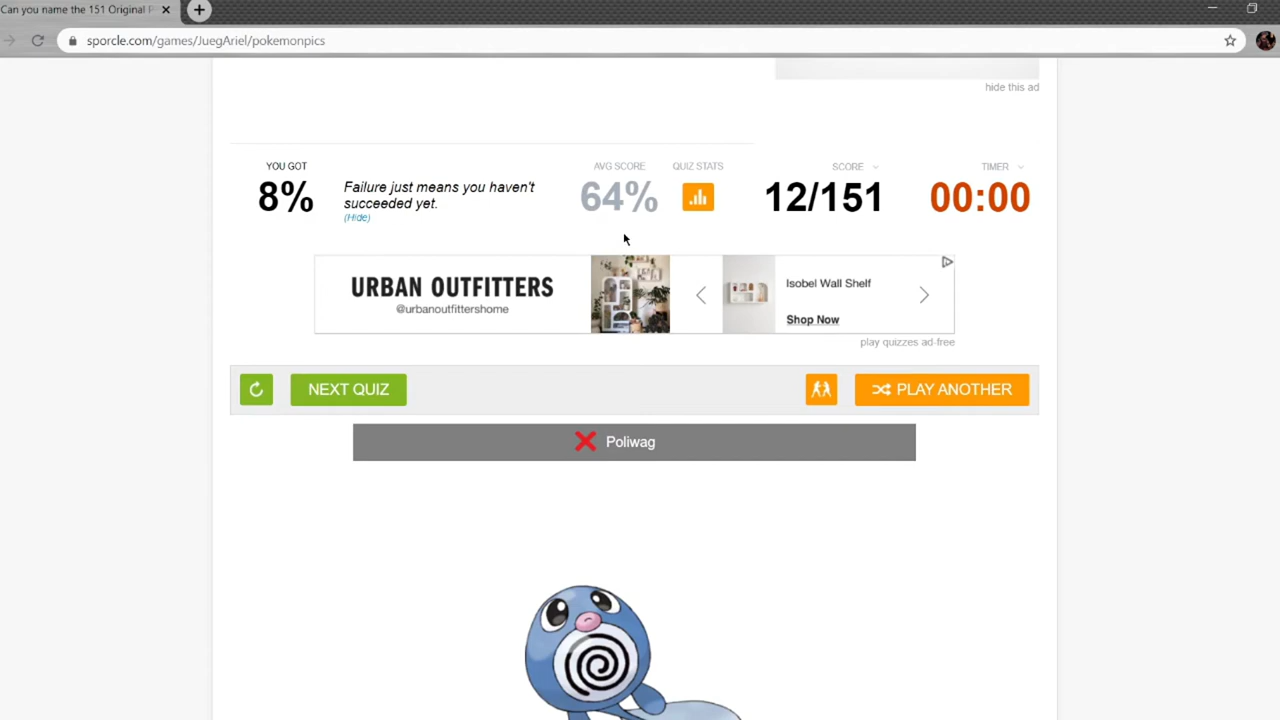 Can you name the 151 Original P
sporcle.com/games/JuegAriel/pokemonpics
hide this ad
YOU GOT
8%
Failure just means you haven't
succeeded yet.
(Hide)
AVG SCORE
64%
QUIZ STATS
SCORE
12/151
TIMER
00:00
URBAN OUTFITTERS
@urbanoutfittershome
Isobel Wall Shelf
Shop Now
play quizzes ad-free
NEXT QUIZ
PLAY ANOTHER
Poliwag